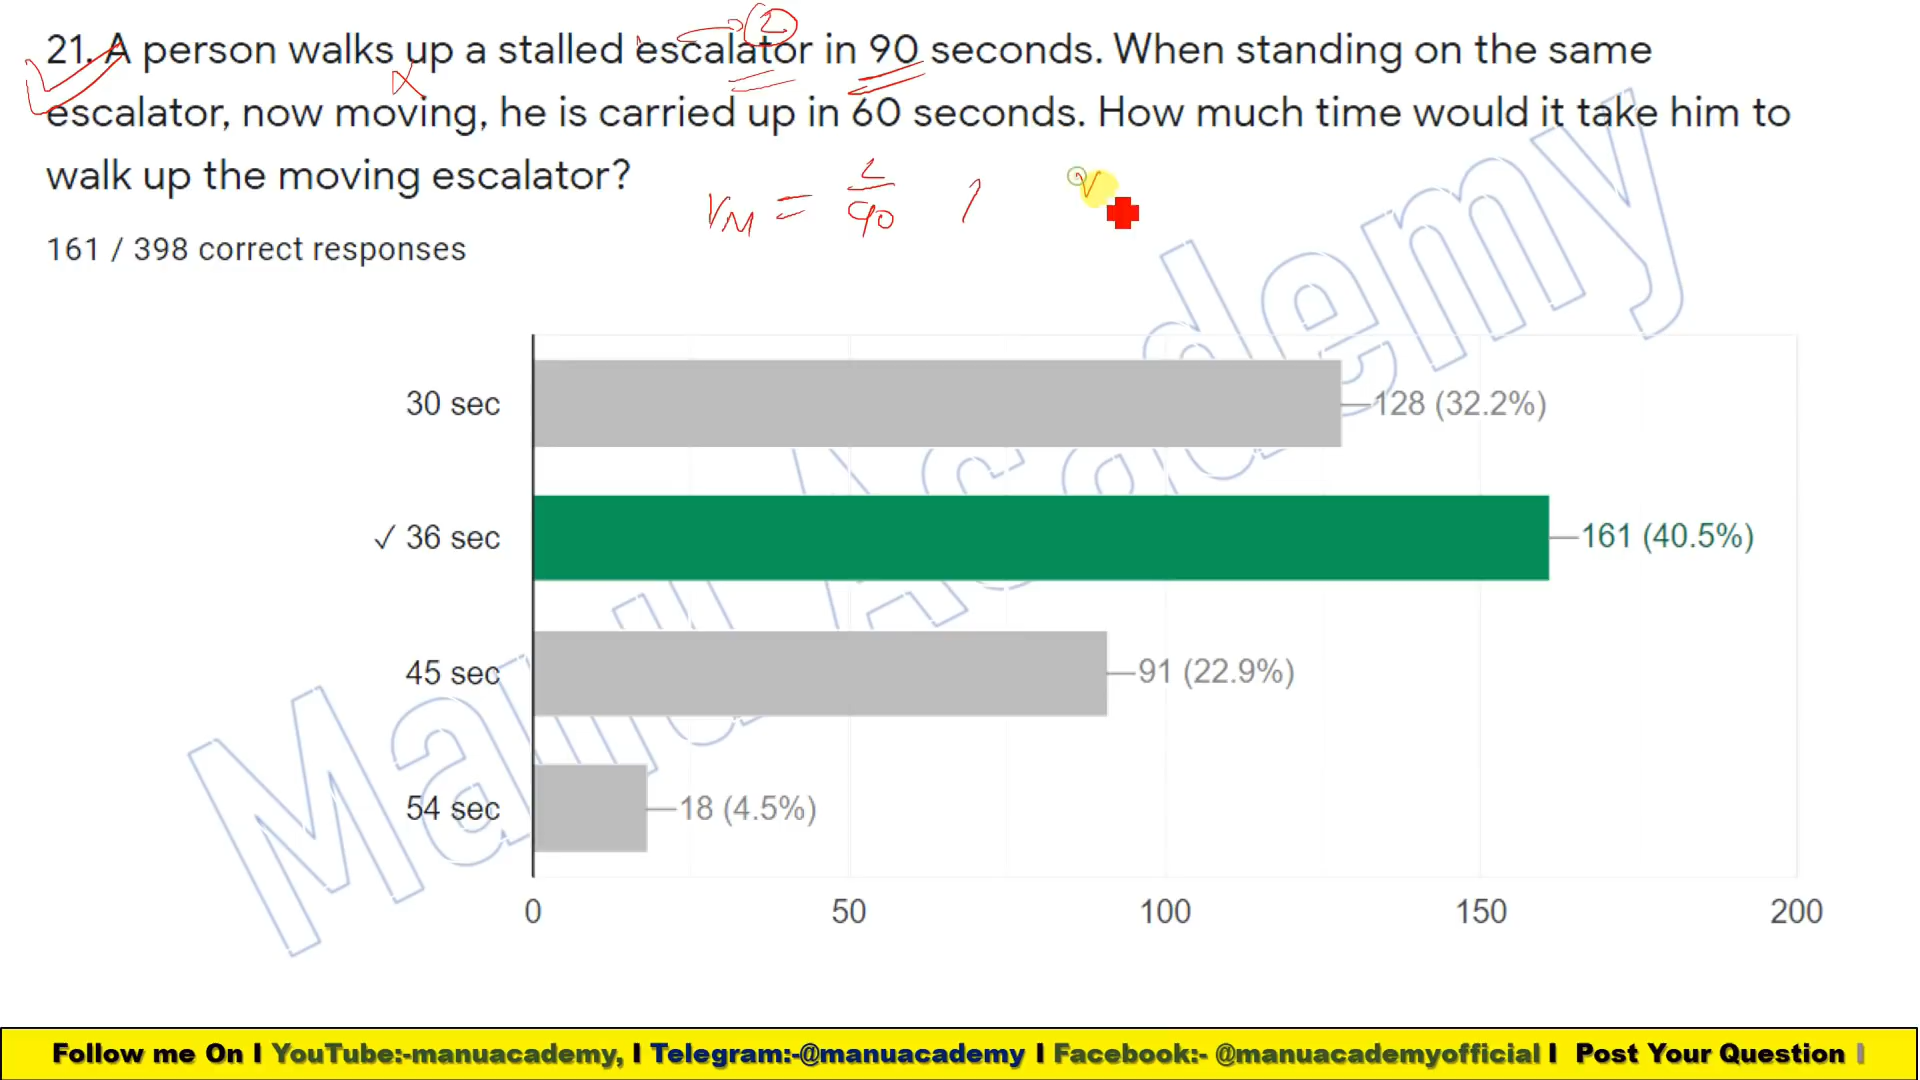 21. A person walks up a stalled escalator in 90 seconds. When standing on the same
escalator, now moving, he is carried up in 60 seconds. How much time would it take him to
walk up the moving escalator?
161 / 398 correct responses
30 sec
128 (32.2%)
✓ 36 sec
161 (40.5%)
45 sec
91 (22.9%)
54 sec
18 (4.5%)
0 50 100 150 200
Manu Academy
Follow me On I YouTube:-manuacademy, I Telegram:-@manuacademy I Facebook:- @manuacademyofficial I Post Your Question I